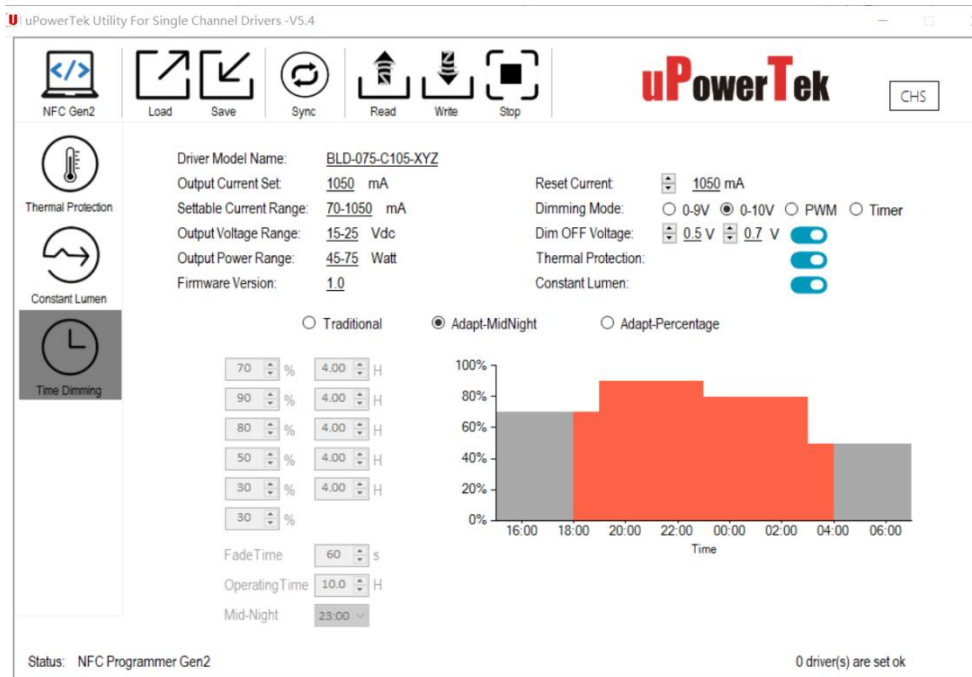 uPowerTek Utility For Single Channel Drivers -V5.4
NFC Gen2
Load
Save
Sync
Read
Write
Stop
uPowerTek
CHS
Thermal Protection
Constant Lumen
Time Dimming
Driver Model Name: BLD-075-C105-XYZ
Output Current Set: 1050 mA
Reset Current: 1050 mA
Settable Current Range: 70-1050 mA
Dimming Mode: 0-9V 0-10V PWM Timer
Output Voltage Range: 15-25 Vdc
Dim OFF Voltage: 0.5 V 0.7 V
Output Power Range: 45-75 Watt
Thermal Protection:
Firmware Version: 1.0
Constant Lumen:
Traditional Adapt-MidNight Adapt-Percentage
70 % 4.00 H
90 % 4.00 H
80 % 4.00 H
50 % 4.00 H
30 % 4.00 H
30 %
FadeTime 60 s
OperatingTime 10.0 H
Mid-Night 23:00
100%
80%
60%
40%
20%
0%
16:00 18:00 20:00 22:00 00:00 02:00 04:00 06:00
Time
Status: NFC Programmer Gen2
0 driver(s) are set ok